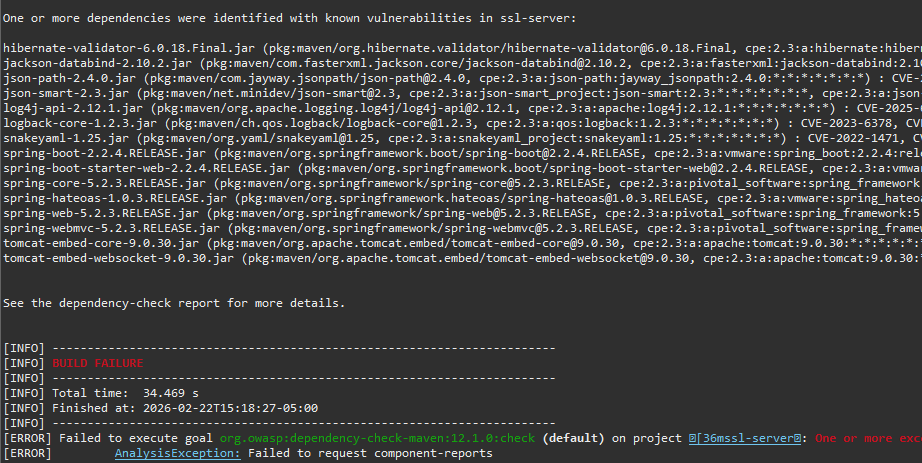 One or more dependencies were identified with known vulnerabilities in ssl-server:
hibernate-validator-6.0.18.Final.jar (pkg:maven/org.hibernate.validator/hibernate-validator@6.0.18.Final, cpe:2.3:a:hibernate:hiber
jackson-databind-2.10.2.jar (pkg:maven/com.fasterxml.jackson.core/jackson-databind@2.10.2, cpe:2.3:a:fasterxml:jackson-databind:2.10
json-path-2.4.0.jar (pkg:maven/com.jayway.jsonpath/json-path@2.4.0, cpe:2.3:a:json-path:jayway_jsonpath:2.4.0:*:*:*:*:*:*:*) : CVE-
json-smart-2.3.jar (pkg:maven/net.minidev/json-smart@2.3, cpe:2.3:a:json-smart_project:json-smart:2.3:*:*:*:*:*:*:*, cpe:2.3:a:json
log4j-api-2.12.1.jar (pkg:maven/org.apache.logging.log4j/log4j-api@2.12.1, cpe:2.3:a:apache:log4j:2.12.1:*:*:*:*:*:*:*) : CVE-2025-
logback-core-1.2.3.jar (pkg:maven/ch.qos.logback/logback-core@1.2.3, cpe:2.3:a:qos:logback:1.2.3:*:*:*:*:*:*:*) : CVE-2023-6378, CV
snakeyaml-1.25.jar (pkg:maven/org.yaml/snakeyaml@1.25, cpe:2.3:a:snakeyaml_project:snakeyaml:1.25:*:*:*:*:*:*:*) : CVE-2022-1471, C
spring-boot-2.2.4.RELEASE.jar (pkg:maven/org.springframework.boot/spring-boot@2.2.4.RELEASE, cpe:2.3:a:vmware:spring_boot:2.2.4:rele
spring-boot-starter-web-2.2.4.RELEASE.jar (pkg:maven/org.springframework.boot/spring-boot-starter-web@2.2.4.RELEASE, cpe:2.3:a:vmwar
spring-core-5.2.3.RELEASE.jar (pkg:maven/org.springframework/spring-core@5.2.3.RELEASE, cpe:2.3:a:pivotal_software:spring_framework
spring-hateoas-1.0.3.RELEASE.jar (pkg:maven/org.springframework.hateoas/spring-hateoas@1.0.3.RELEASE, cpe:2.3:a:vmware:spring_hateoa
spring-web-5.2.3.RELEASE.jar (pkg:maven/org.springframework/spring-web@5.2.3.RELEASE, cpe:2.3:a:pivotal_software:spring_framework:5
spring-webmvc-5.2.3.RELEASE.jar (pkg:maven/org.springframework/spring-webmvc@5.2.3.RELEASE, cpe:2.3:a:pivotal_software:spring_framew
tomcat-embed-core-9.0.30.jar (pkg:maven/org.apache.tomcat.embed/tomcat-embed-core@9.0.30, cpe:2.3:a:apache:tomcat:9.0.30:*:*:*:*:*:
tomcat-embed-websocket-9.0.30.jar (pkg:maven/org.apache.tomcat.embed/tomcat-embed-websocket@9.0.30, cpe:2.3:a:apache:tomcat:9.0.30:*
See the dependency-check report for more details.
[INFO] ------------------------------------------------------------------------
[INFO] BUILD FAILURE
[INFO] ------------------------------------------------------------------------
[INFO] Total time:  34.469 s
[INFO] Finished at: 2026-02-22T15:18:27-05:00
[INFO] ------------------------------------------------------------------------
[ERROR] Failed to execute goal org.owasp:dependency-check-maven:12.1.0:check (default) on project [36mssl-server: One or more exc
[ERROR]         AnalysisException: Failed to request component-reports